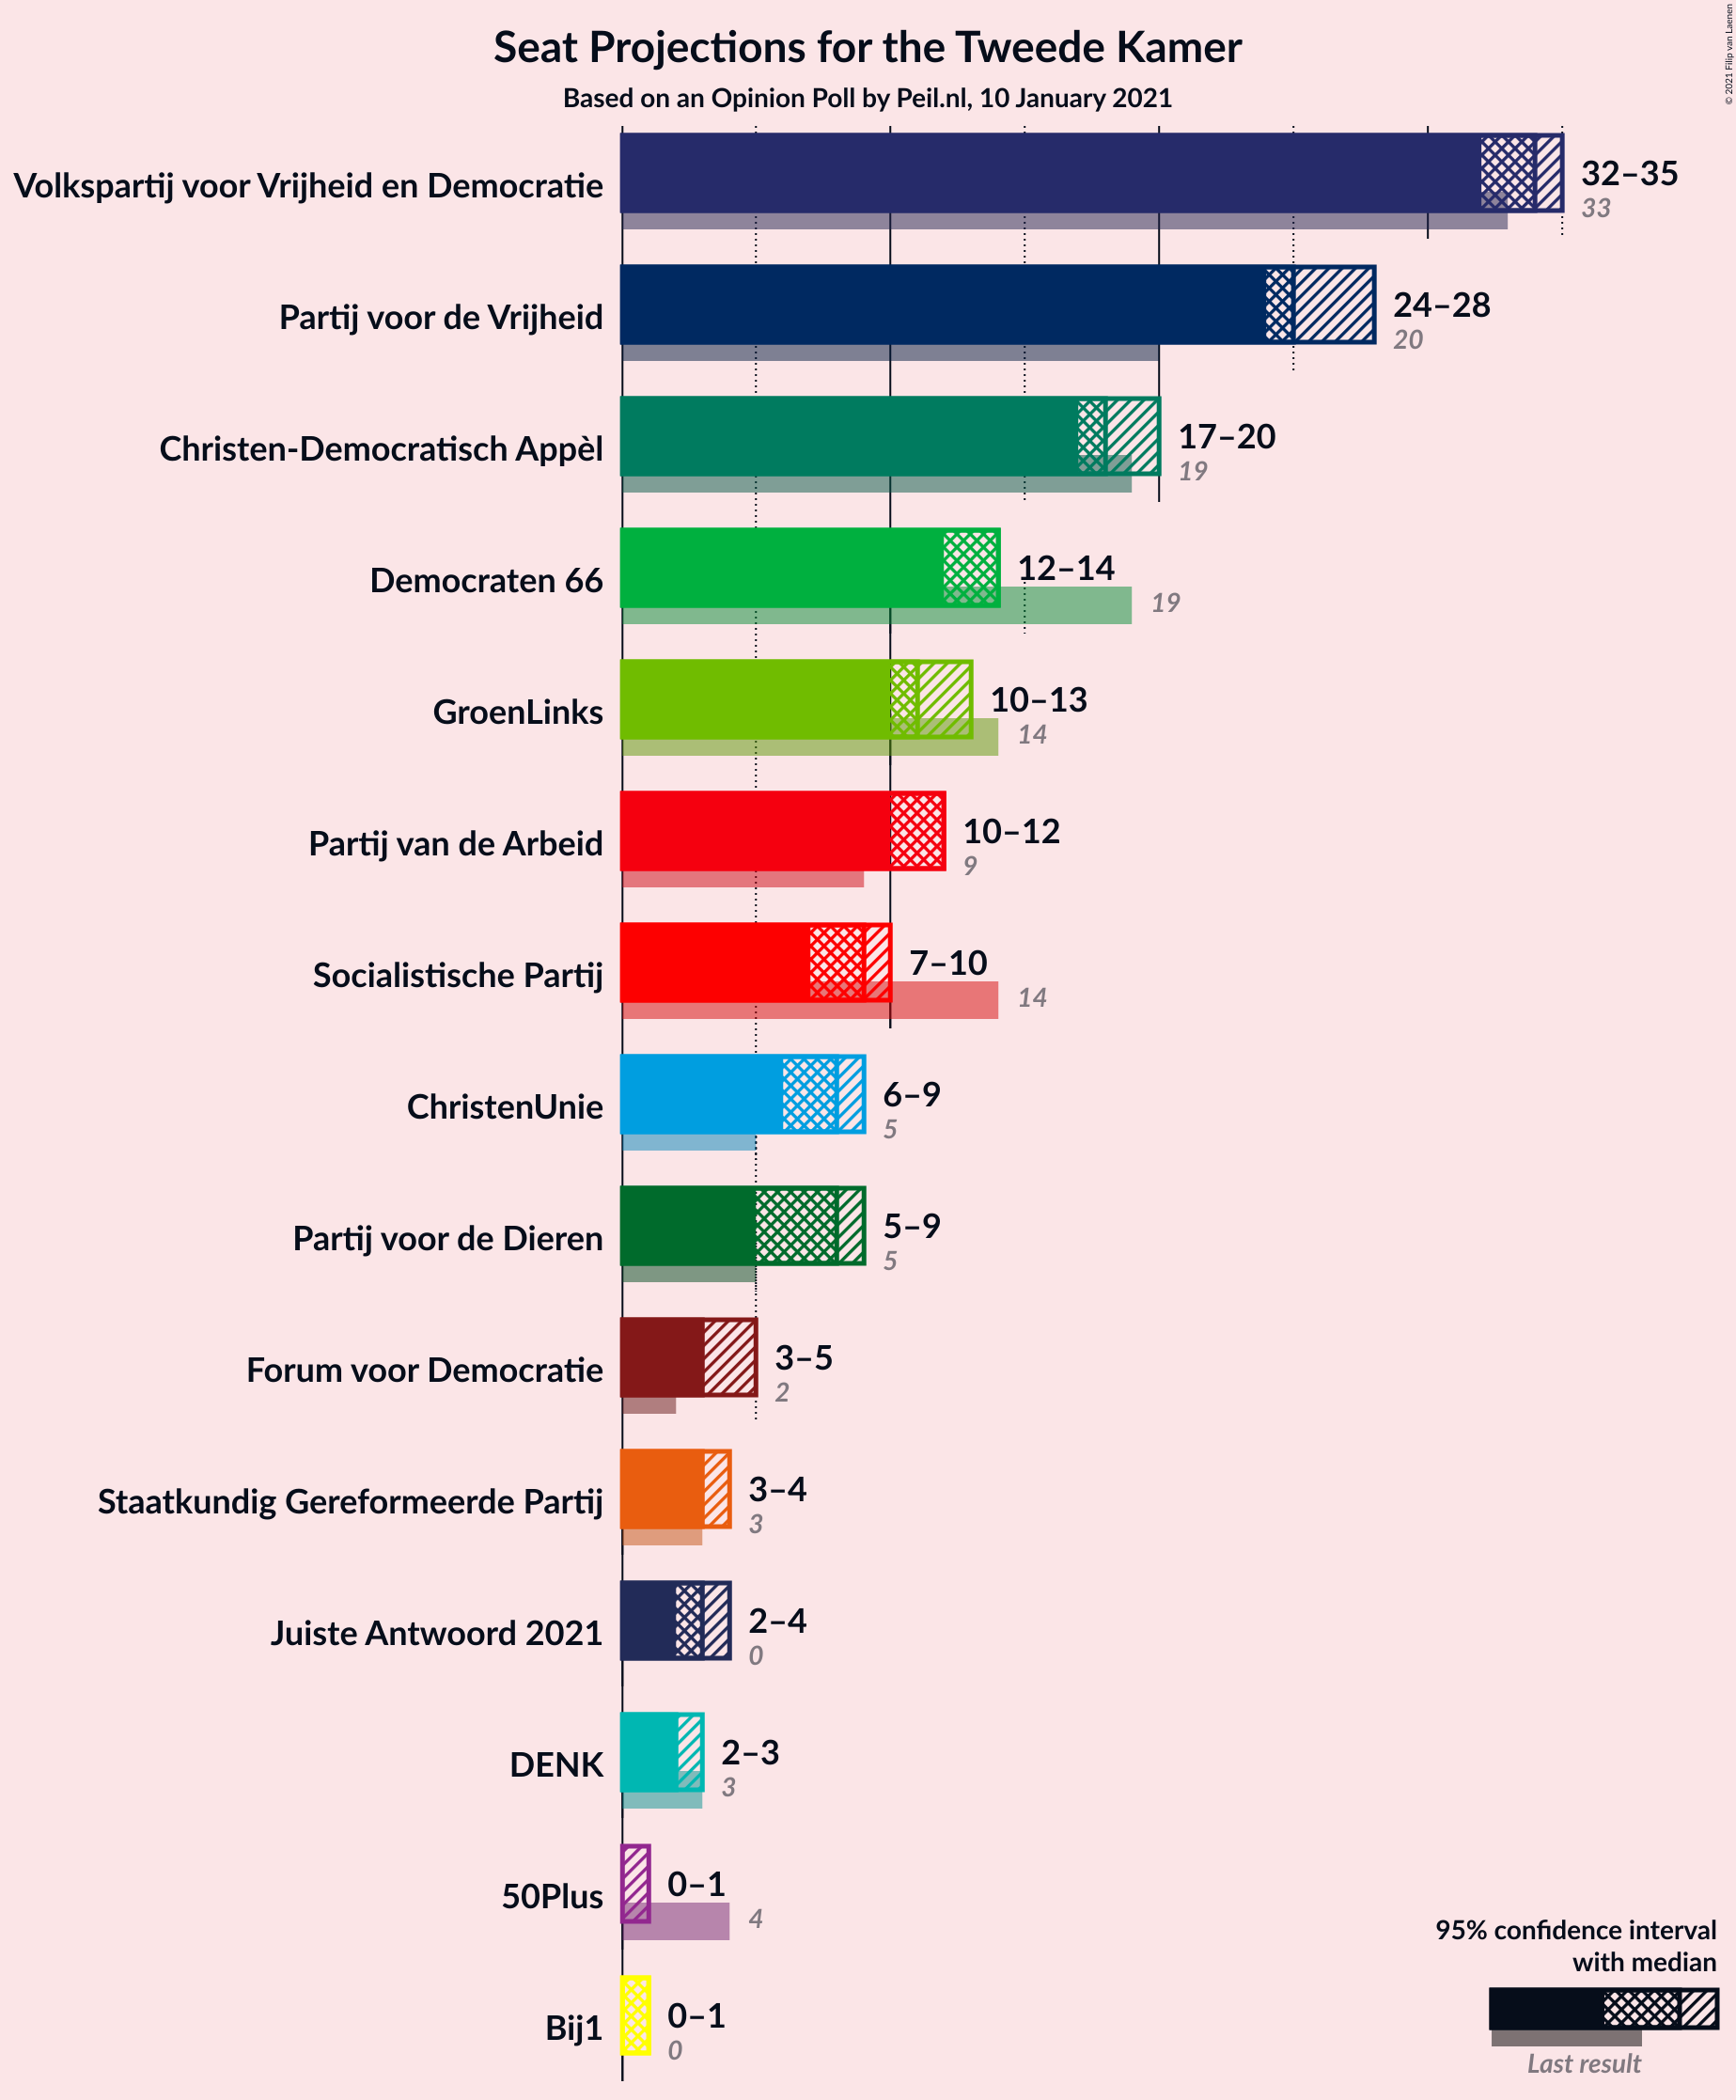 Seat Projections for the Tweede Kamer
Based on an Opinion Poll by Peil.nl, 10 January 2021
© 2021 Filip van Laenen
Volkspartij voor Vrijheid en Democratie
32–35
33
Partij voor de Vrijheid
24–28
20
Christen-Democratisch Appèl
17–20
19
Democraten 66
12–14
19
GroenLinks
10–13
14
Partij van de Arbeid
10–12
9
Socialistische Partij
7–10
14
ChristenUnie
6–9
5
Partij voor de Dieren
5–9
5
Forum voor Democratie
3–5
2
Staatkundig Gereformeerde Partij
3–4
3
Juiste Antwoord 2021
2–4
0
DENK
2–3
3
50Plus
0–1
4
Bij1
0–1
0
95% confidence interval
with median
Last result